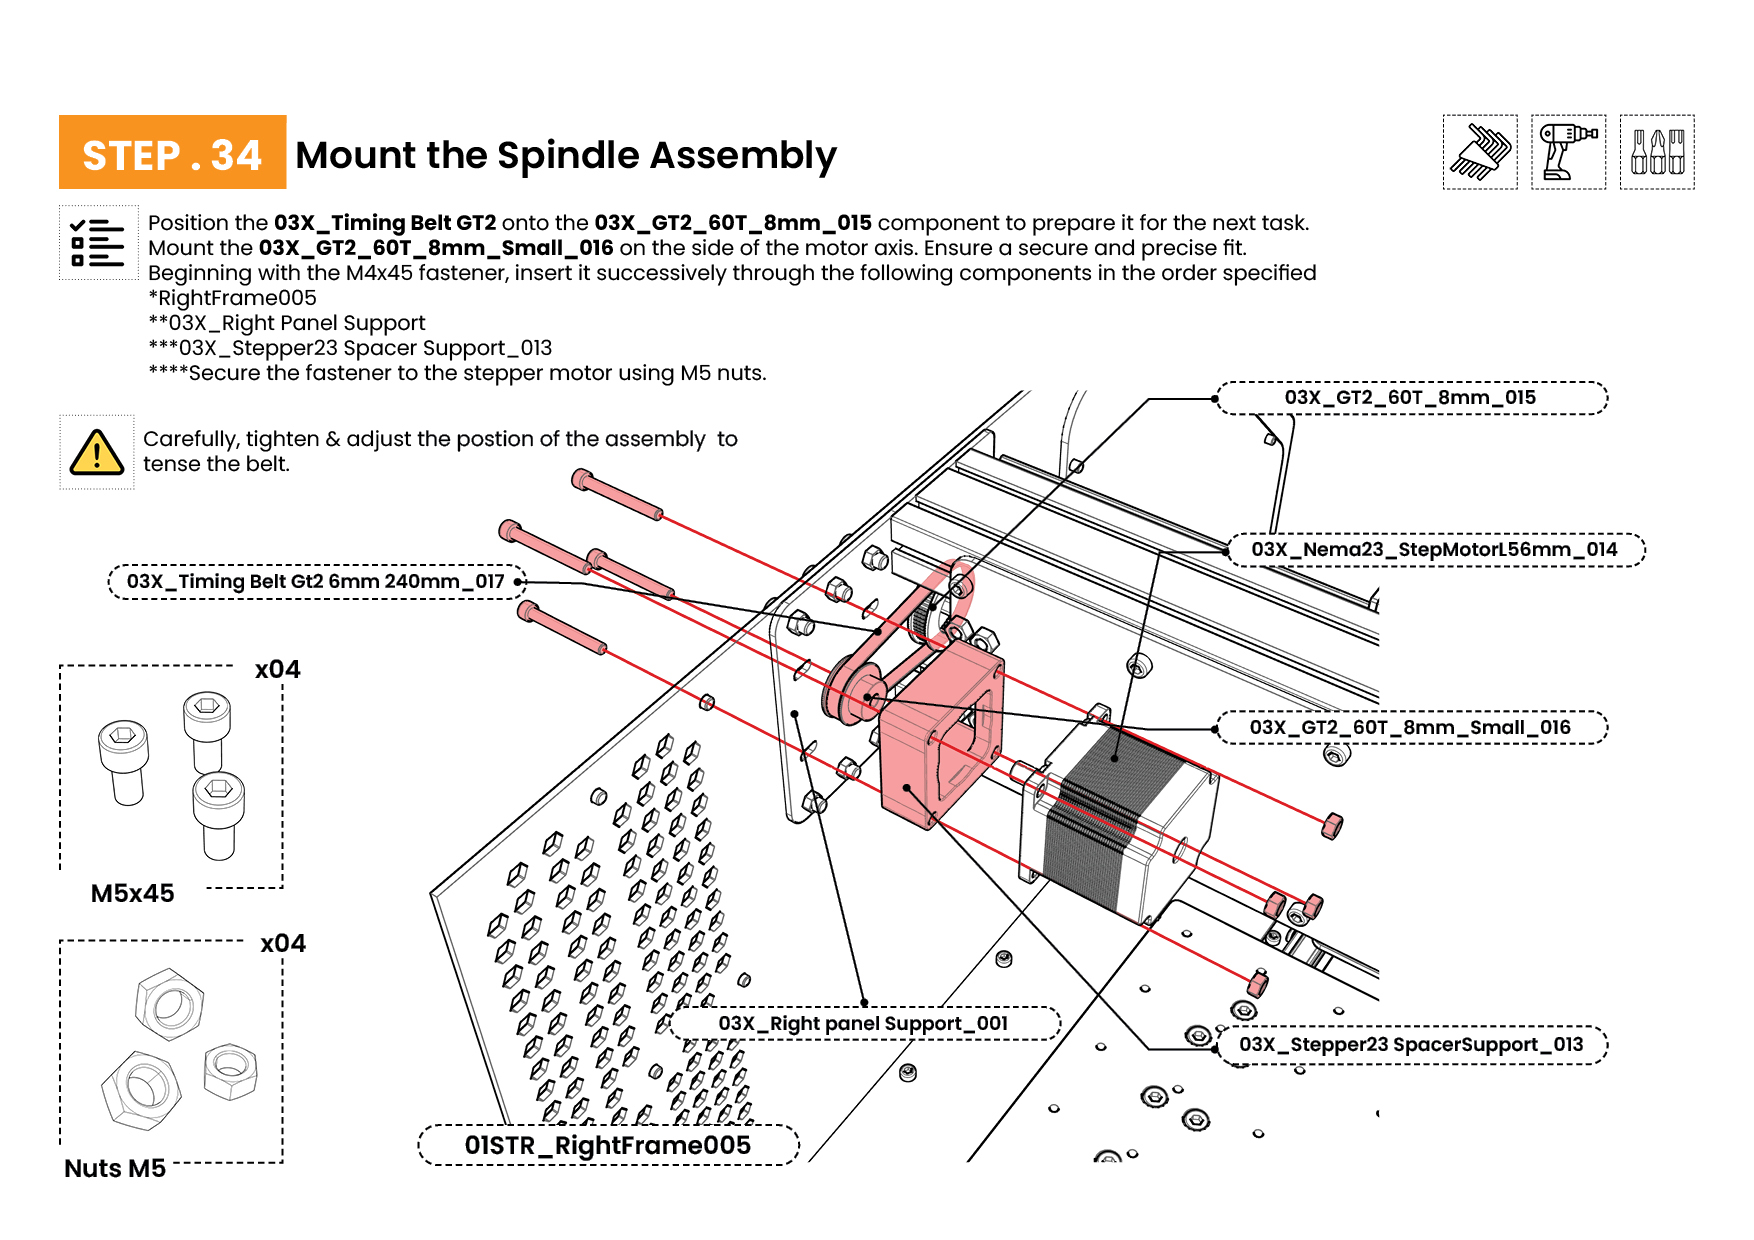 STEP . 34
Mount the Spindle Assembly
Position the 03X_Timing Belt GT2 onto the 03X_GT2_60T_8mm_015 component to prepare it for the next task.
Mount the 03X_GT2_60T_8mm_Small_016 on the side of the motor axis. Ensure a secure and precise fit.
Beginning with the M4x45 fastener, insert it successively through the following components in the order specified
*RightFrame005
**03X_Right Panel Support
***03X_Stepper23 Spacer Support_013
****Secure the fastener to the stepper motor using M5 nuts.
Carefully, tighten & adjust the postion of the assembly to
tense the belt.
03X_GT2_60T_8mm_015
03X_Nema23_StepMotorL56mm_014
03X_Timing Belt Gt2 6mm 240mm_017
x04
M5x45
03X_GT2_60T_8mm_Small_016
x04
Nuts M5
03X_Right panel Support_001
03X_Stepper23 SpacerSupport_013
01STR_RightFrame005